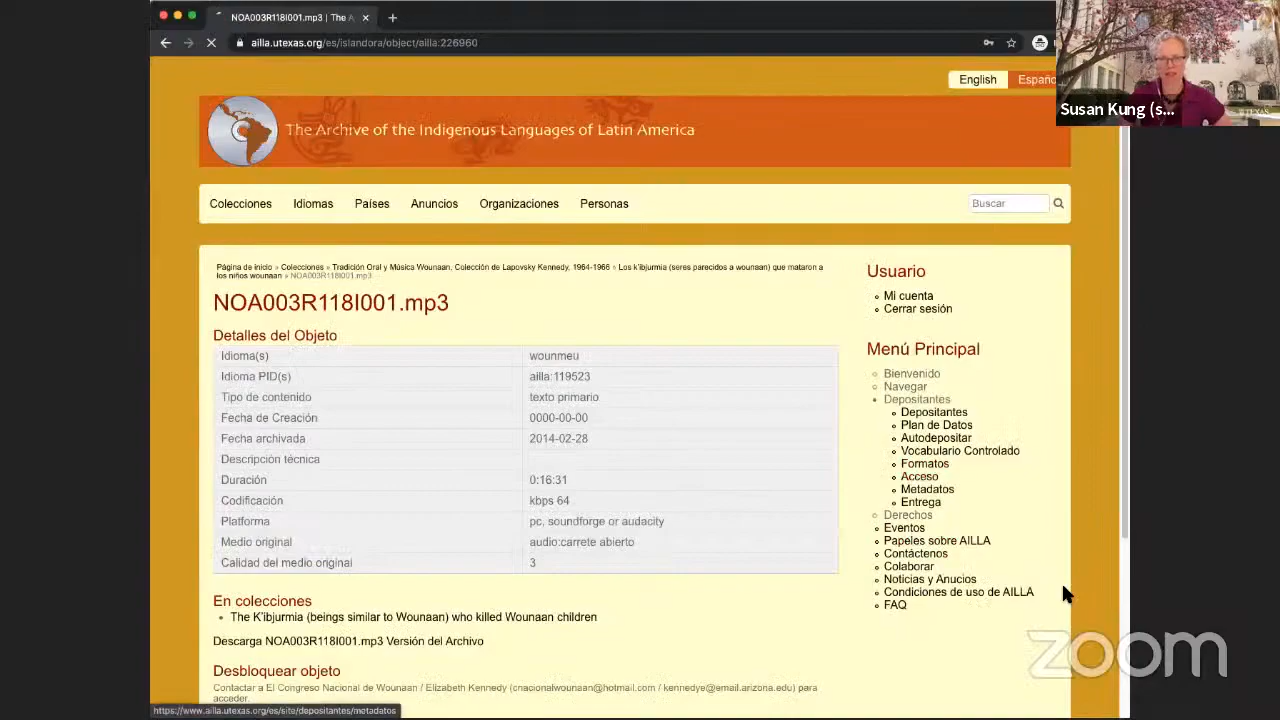 NOA003R118I001.mp3 | The A
ailla.utexas.org/es/islandora/object/ailla:226960
English
Españo
Susan Kung (s...
TEXAS
The Archive of the Indigenous Languages of Latin America
Colecciones Idiomas Países Anuncios Organizaciones Personas
Buscar
Página de inicio » Colecciones » Tradición Oral y Música Wounaan, Colección de Lapovsky Kennedy, 1964-1966 » Los k'ibjurmia (seres parecidos a wounaan) que mataron a
los niños wounaan » NOA003R118I001.mp3
NOA003R118I001.mp3
Detalles del Objeto
Idioma(s) wounmeu
Idioma PID(s) ailla:119523
Tipo de contenido texto primario
Fecha de Creación 0000-00-00
Fecha archivada 2014-02-28
Descripción técnica
Duración 0:16:31
Codificación kbps 64
Platforma pc, soundforge or audacity
Medio original audio:carrete abierto
Calidad del medio original 3
En colecciones
The K'ibjurmia (beings similar to Wounaan) who killed Wounaan children
Descarga NOA003R118I001.mp3 Versión del Archivo
Desbloquear objeto
Contactar a El Congreso Nacional de Wounaan / Elizabeth Kennedy (cnacionalwounaan@hotmail.com / kennedye@email.arizona.edu) para
acceder.
https://www.ailla.utexas.org/es/site/depositantes/metadatos
Usuario
Mi cuenta
Cerrar sesión
Menú Principal
Bienvenido
Navegar
Depositantes
Depositantes
Plan de Datos
Autodepositar
Vocabulario Controlado
Formatos
Acceso
Metadatos
Entrega
Derechos
Eventos
Papeles sobre AILLA
Contáctenos
Colaborar
Noticias y Anucios
Condiciones de uso de AILLA
FAQ
zoom